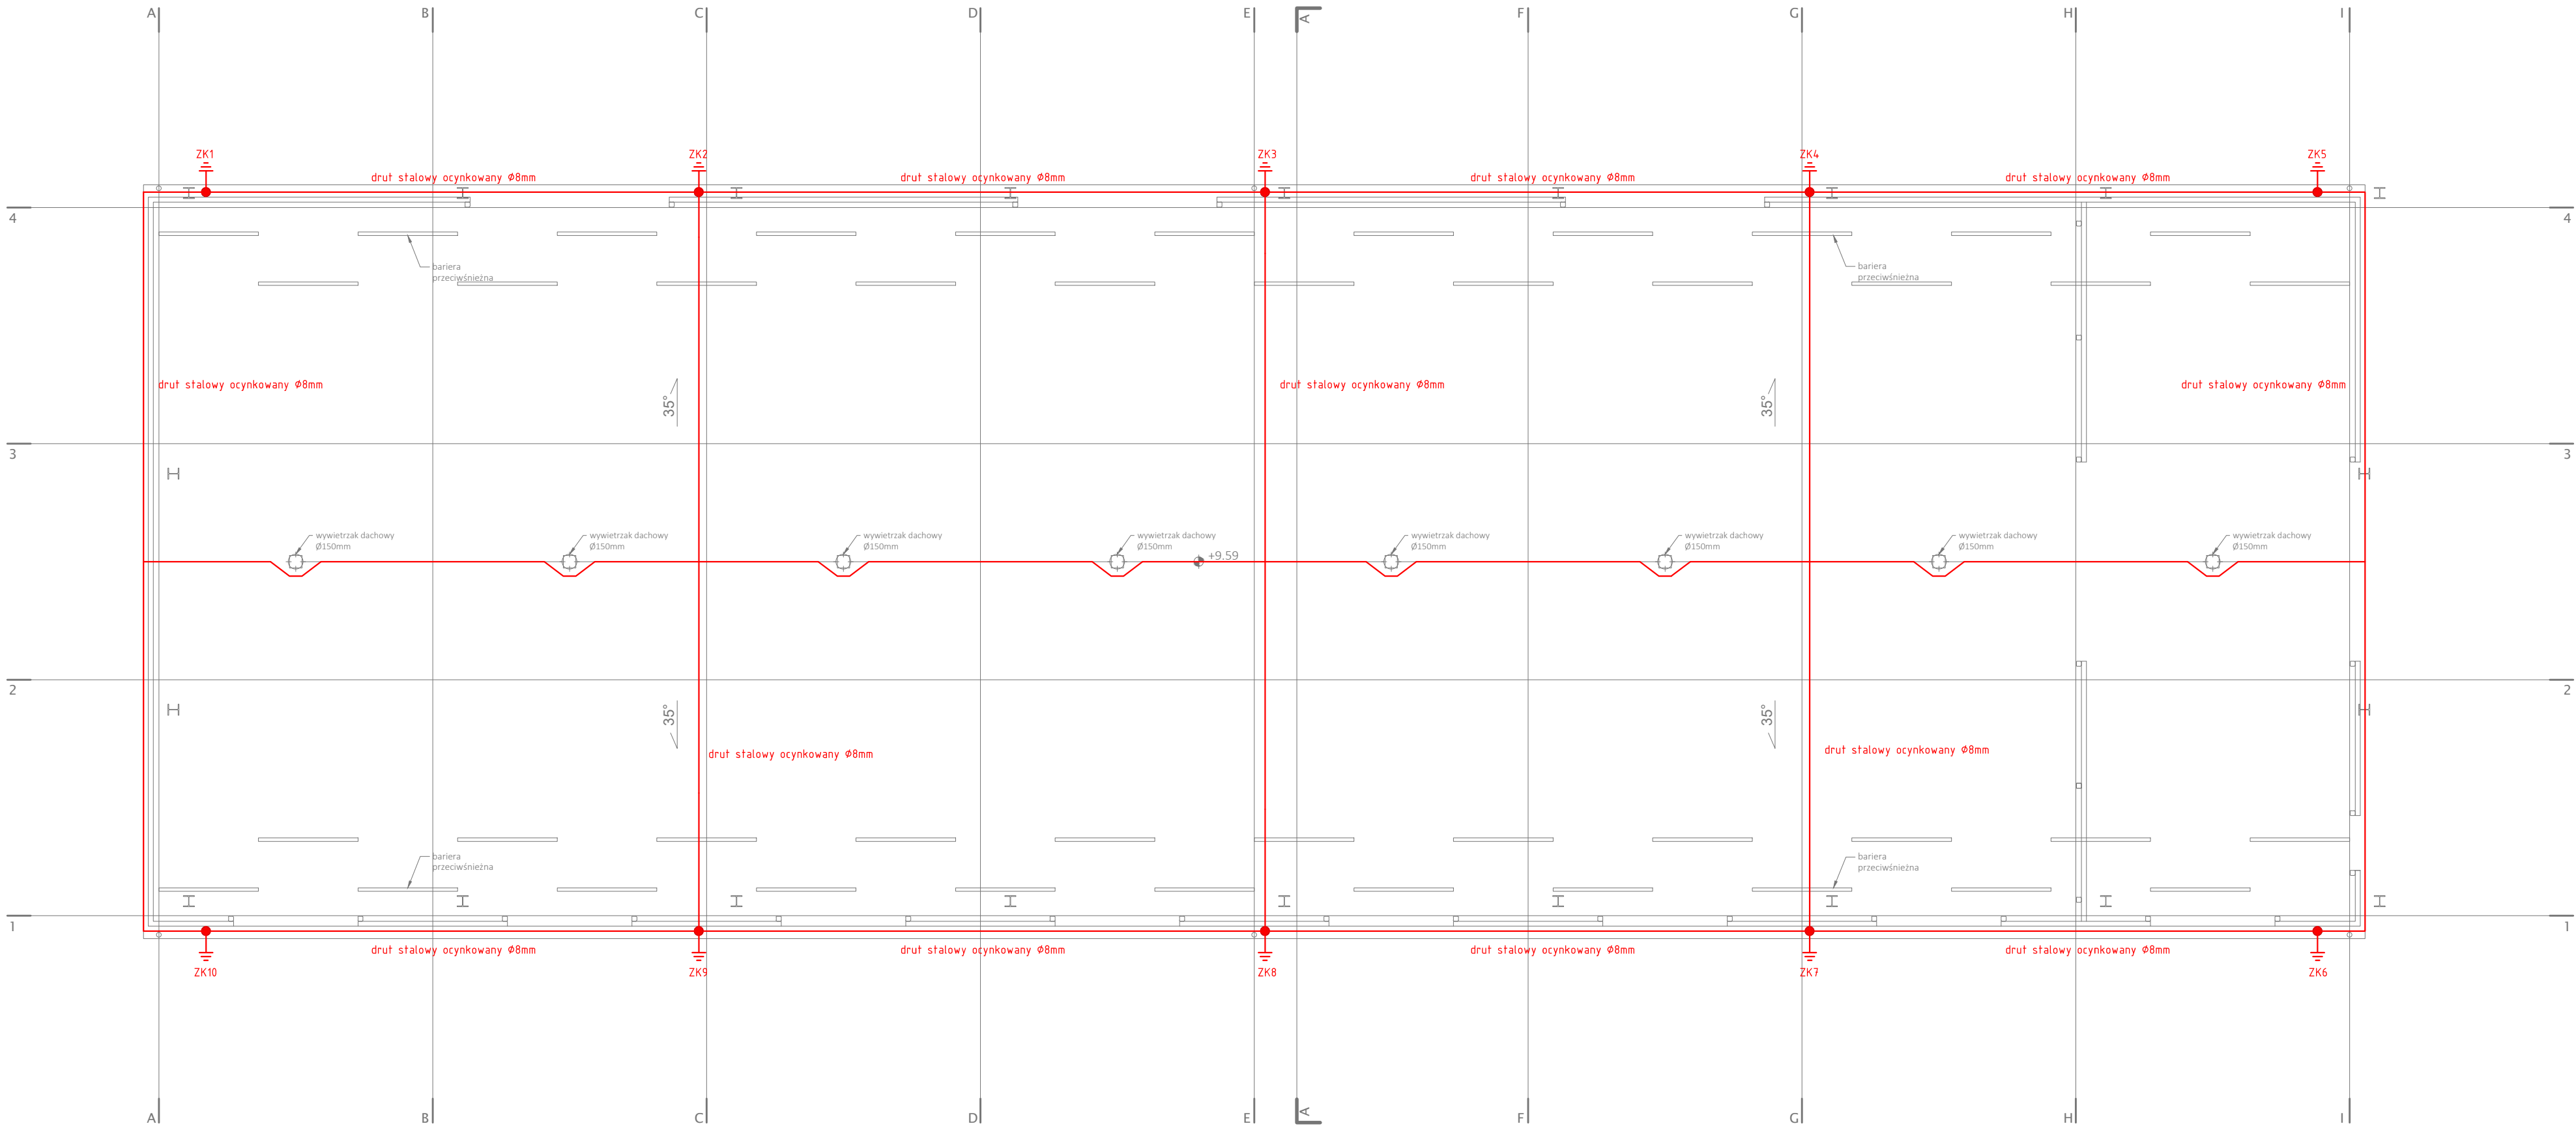 A B C D E A F G H I
ZK1 ZK2 ZK3 ZK4 ZK5
drut stalowy ocynkowany Ø8mm drut stalowy ocynkowany Ø8mm drut stalowy ocynkowany Ø8mm drut stalowy ocynkowany Ø8mm
4 4
bariera bariera
przeciwśnieżna przeciwśnieżna
drut stalowy ocynkowany Ø8mm drut stalowy ocynkowany Ø8mm drut stalowy ocynkowany Ø8mm
35° 35°
3 3
wywietrzak dachowy wywietrzak dachowy wywietrzak dachowy wywietrzak dachowy wywietrzak dachowy wywietrzak dachowy wywietrzak dachowy wywietrzak dachowy
Ø150mm Ø150mm Ø150mm Ø150mm Ø150mm Ø150mm Ø150mm Ø150mm
+9.59
2 2
35° 35°
drut stalowy ocynkowany Ø8mm drut stalowy ocynkowany Ø8mm
bariera bariera
przeciwśnieżna przeciwśnieżna
1 1
drut stalowy ocynkowany Ø8mm drut stalowy ocynkowany Ø8mm drut stalowy ocynkowany Ø8mm drut stalowy ocynkowany Ø8mm
ZK10 ZK9 ZK8 ZK7 ZK6
A B C D E A F G H I